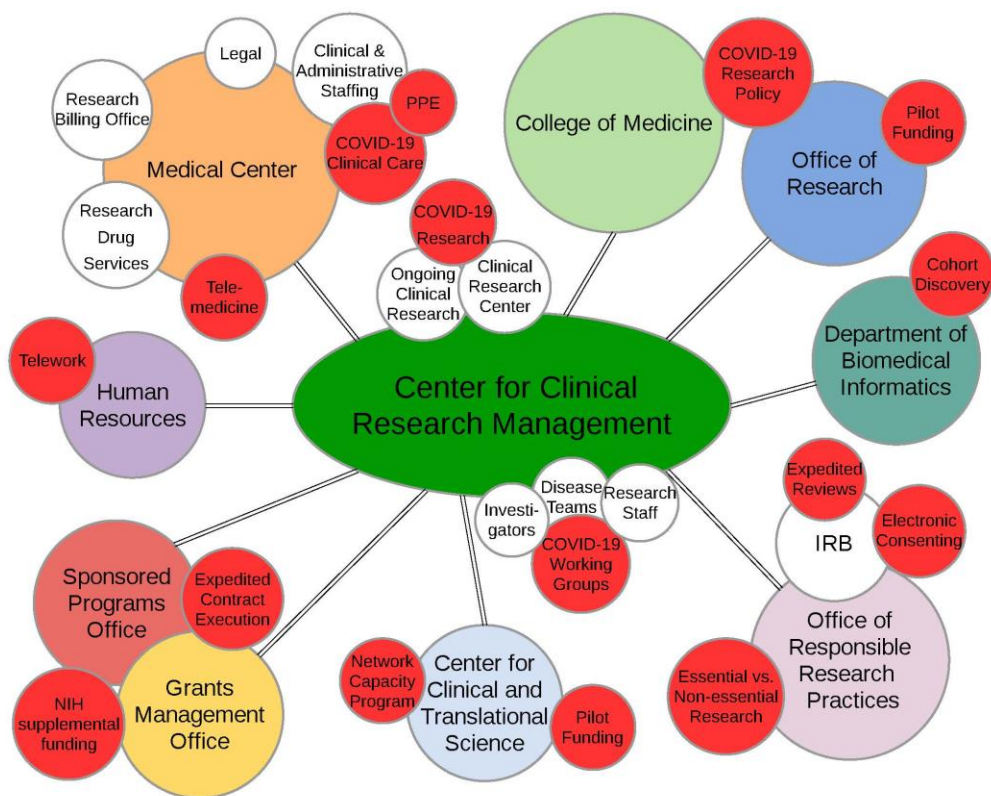 Legal
Clinical &
Administrative
Staffing
PPE
Research
Billing Office
COVID-19
Clinical Care
Medical Center
Research
Drug
Services
Tele-
medicine
College of Medicine
COVID-19
Research
Policy
Pilot
Funding
Office of
Research
COVID-19
Research
Ongoing
Clinical
Research
Clinical
Research
Center
Cohort
Discovery
Department of
Biomedical
Informatics
Telework
Human
Resources
Center for Clinical
Research Management
Investi-
gators
Disease
Teams
Research
Staff
COVID-19
Working
Groups
Expedited
Reviews
IRB
Electronic
Consenting
Office of
Responsible
Research
Practices
Essential vs.
Non-essential
Research
Sponsored
Programs
Office
Expedited
Contract
Execution
NIH
supplemental
funding
Grants
Management
Office
Network
Capacity
Program
Center for
Clinical and
Translational
Science
Pilot
Funding